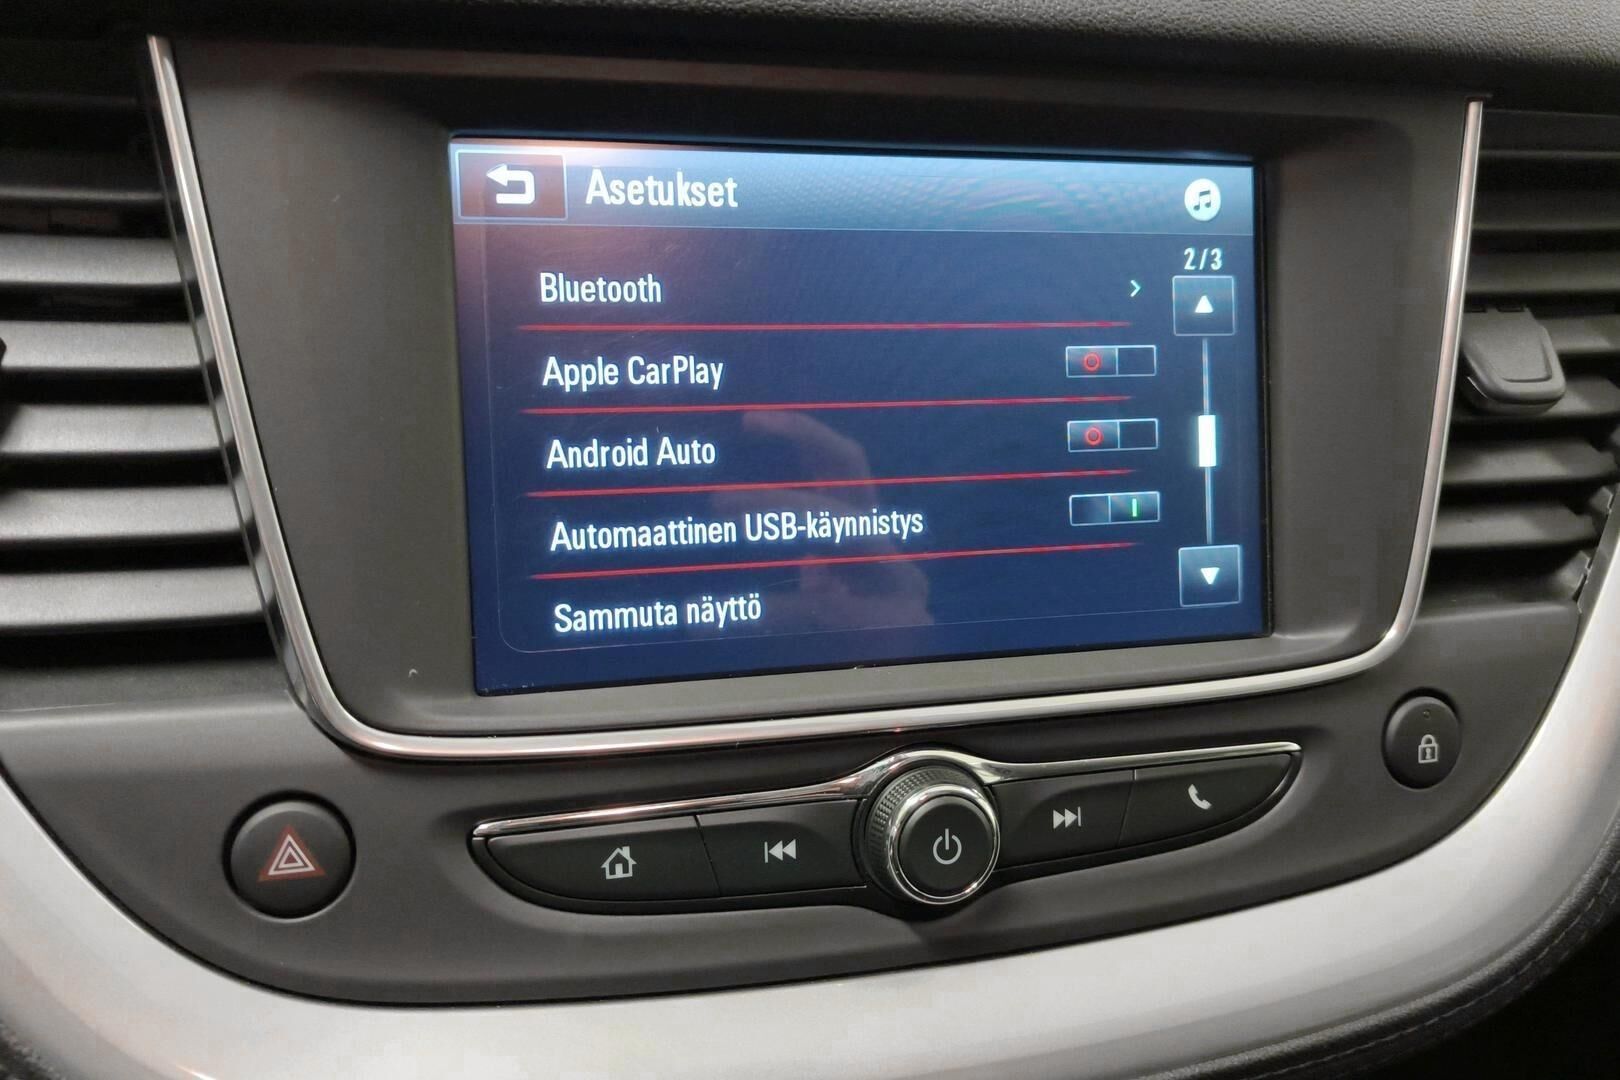 Asetukset
2/3
Bluetooth
Apple CarPlay
Android Auto
Automaattinen USB-käynnistys
Sammuta näyttö